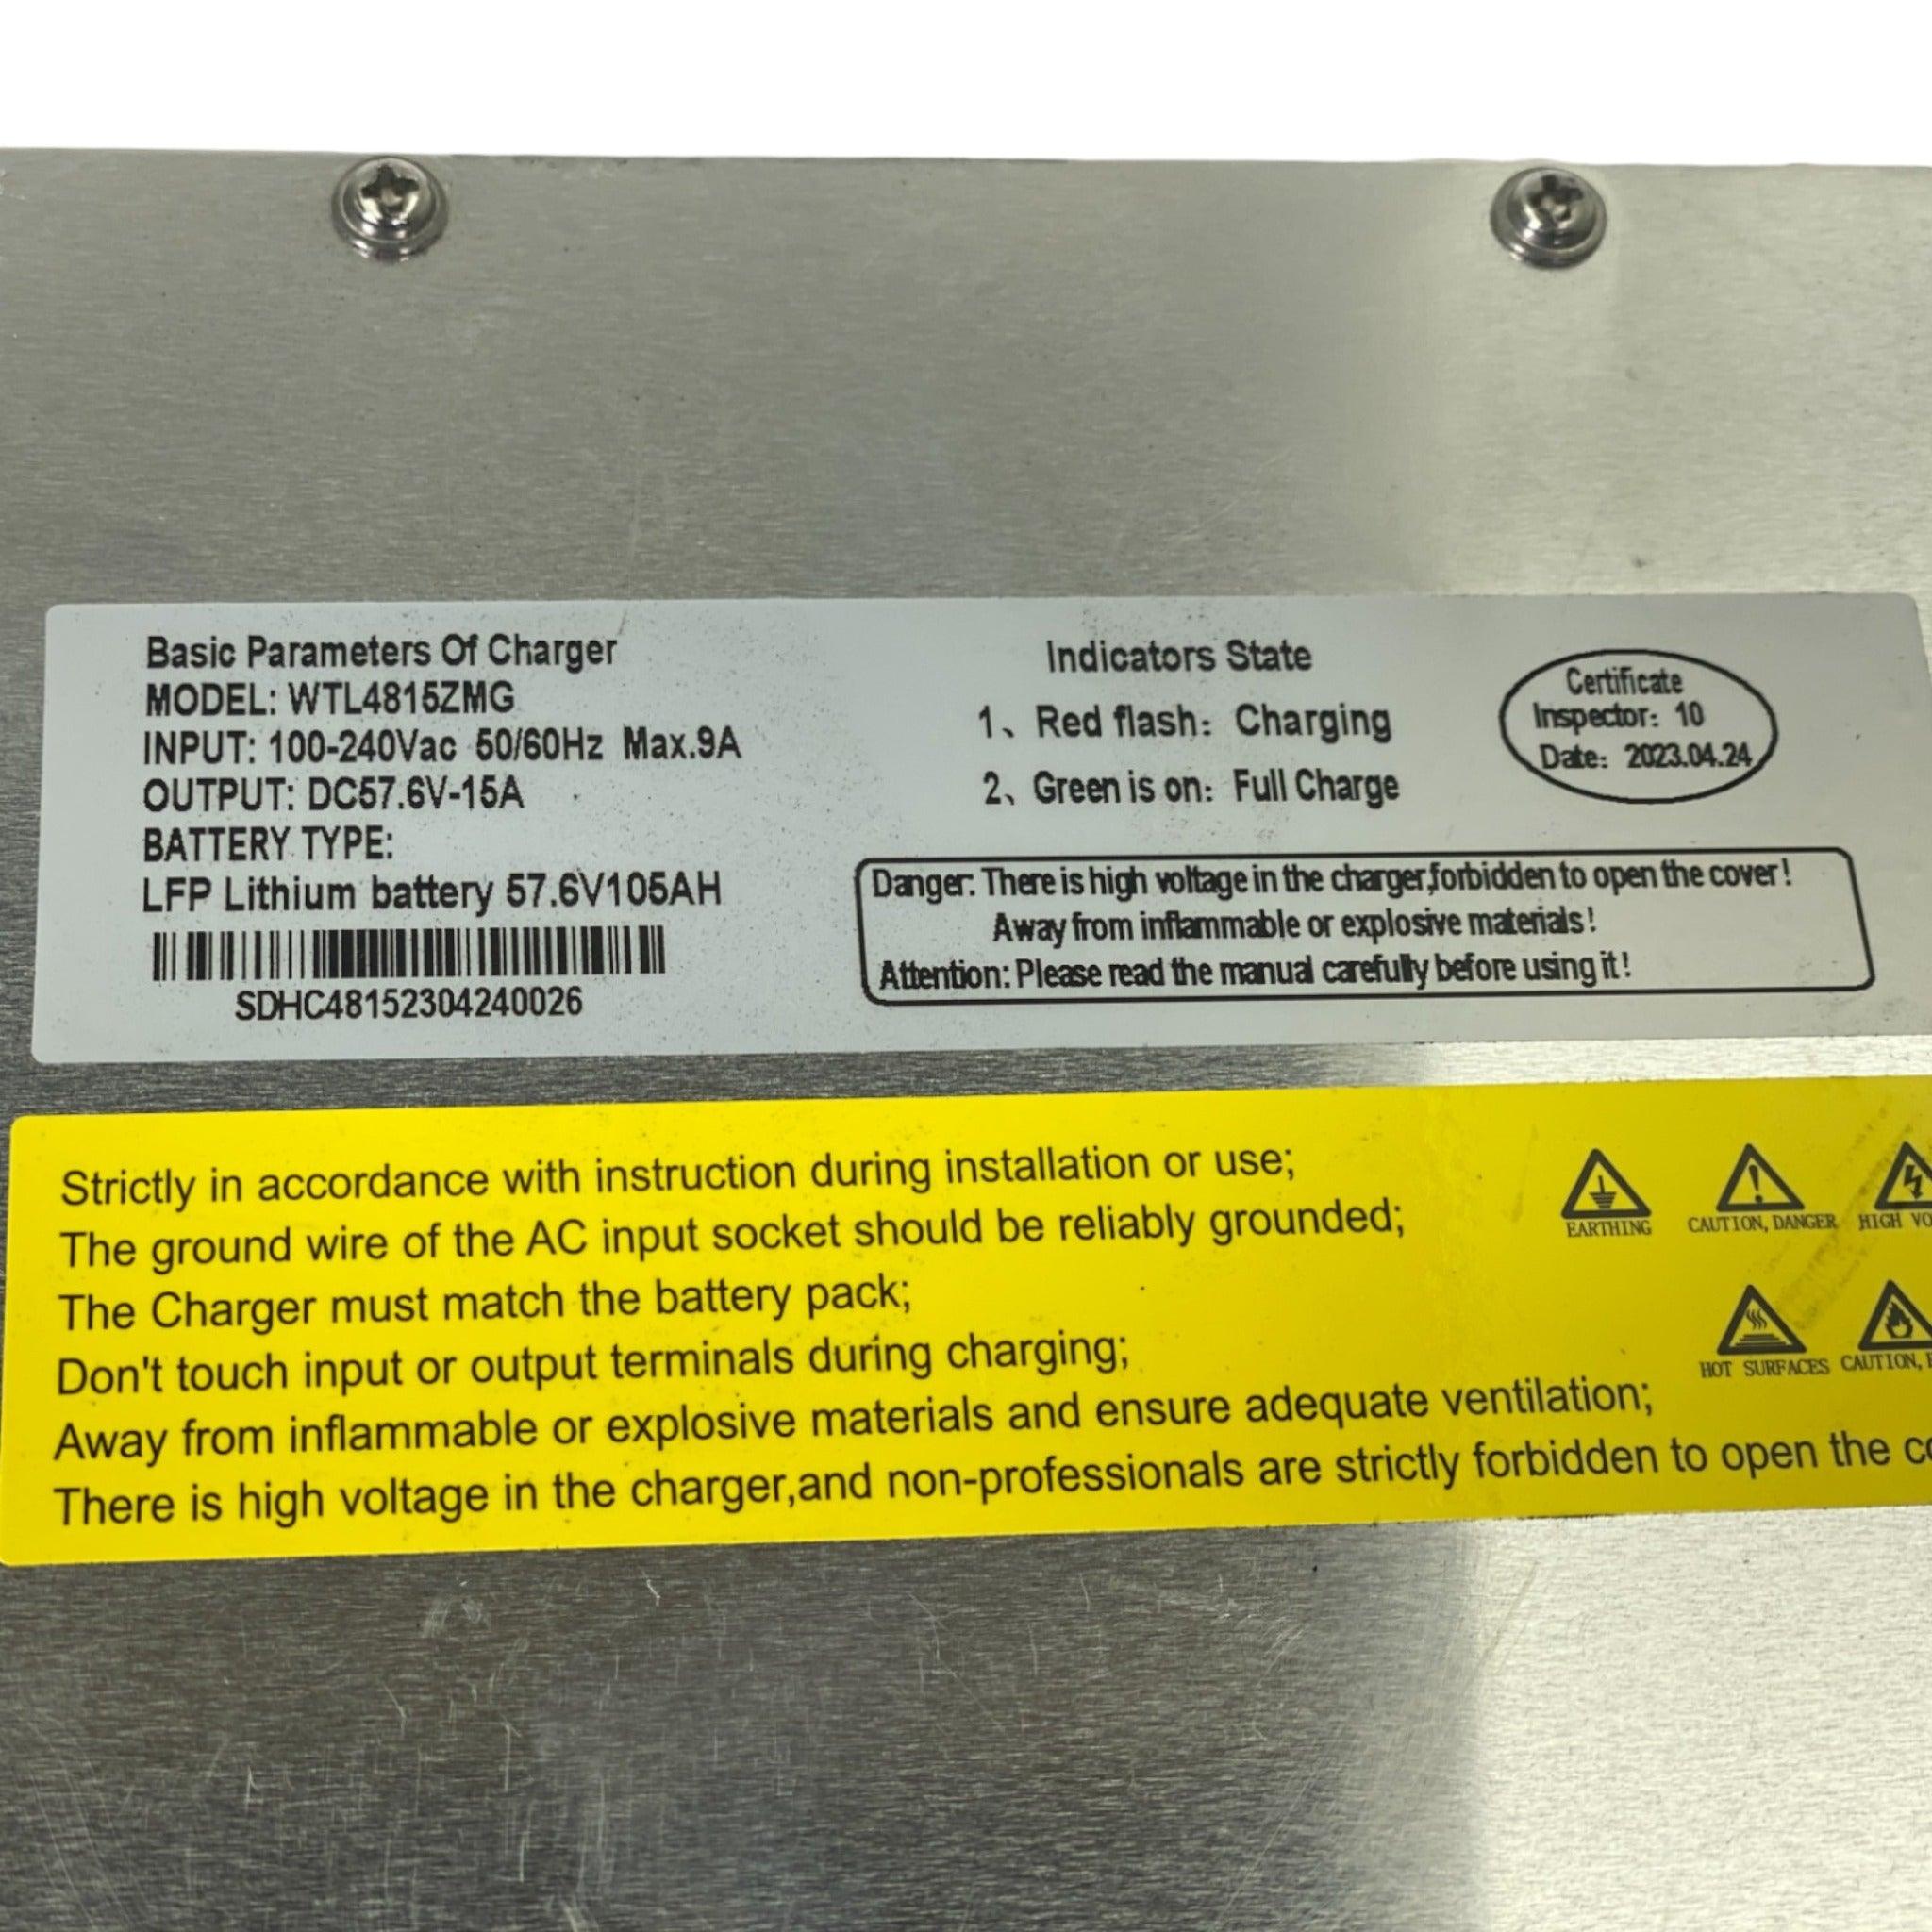 Basic Parameters Of Charger
MODEL: WTL4815ZMG
INPUT: 100-240Vac 50/60Hz Max.9A
OUTPUT: DC57.6V-15A
BATTERY TYPE:
LFP Lithium battery 57.6V105AH
SDHC48152304240026
Indicators State
1、Red flash：Charging
2、Green is on：Full Charge
Certificate
Inspector：10
Date：2023.04.24
Danger: There is high voltage in the charger,forbidden to open the cover!
Away from inflammable or explosive materials!
Attention: Please read the manual carefully before using it!
Strictly in accordance with instruction during installation or use;
The ground wire of the AC input socket should be reliably grounded;
The Charger must match the battery pack;
Don't touch input or output terminals during charging;
Away from inflammable or explosive materials and ensure adequate ventilation;
There is high voltage in the charger,and non-professionals are strictly forbidden to open the
EARTHING
CAUTION, DANGER
HIGH
HOT SURFACES
CAUTION,